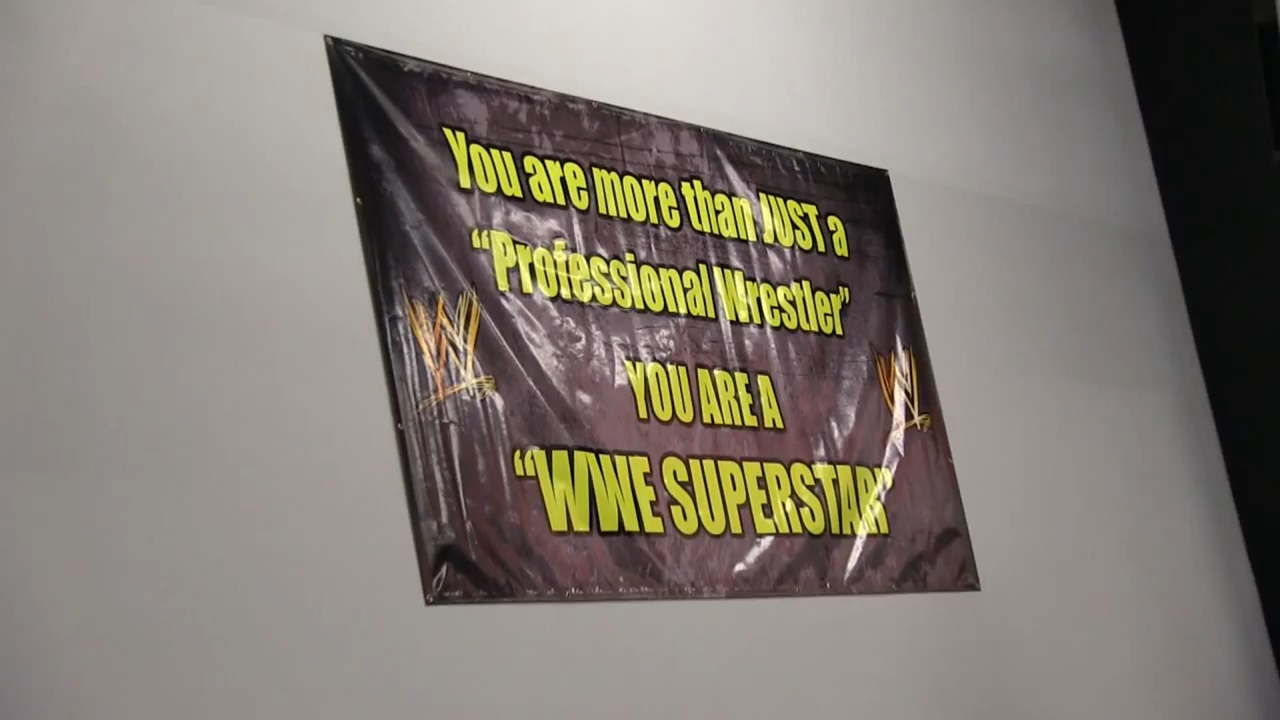 You are more than JUST a
“Professional Wrestler”
YOU ARE A
“WWE SUPERSTAR”